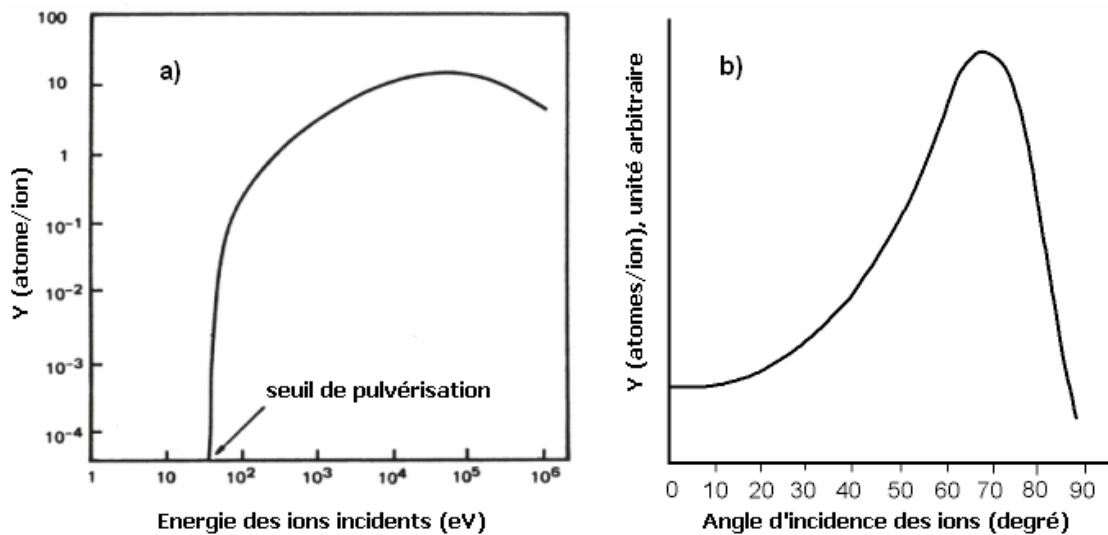 a)
Y (atome/ion)
100
10
1
10⁻¹
10⁻²
10⁻³
10⁻⁴
seuil de pulvérisation
1
10
10²
10³
10⁴
10⁵
10⁶
Energie des ions incidents (eV)
b)
Y (atomes/ion), unité arbitraire
0 10 20 30 40 50 60 70 80 90
Angle d'incidence des ions (degré)